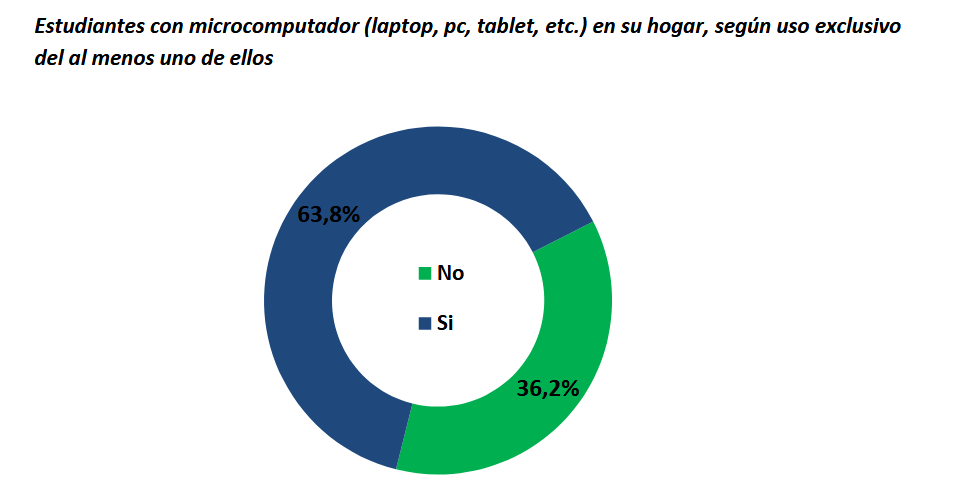 Estudiantes con microcomputador (laptop, pc, tablet, etc.) en su hogar, según uso exclusivo
del al menos uno de ellos
63,8%
No
Si
36,2%